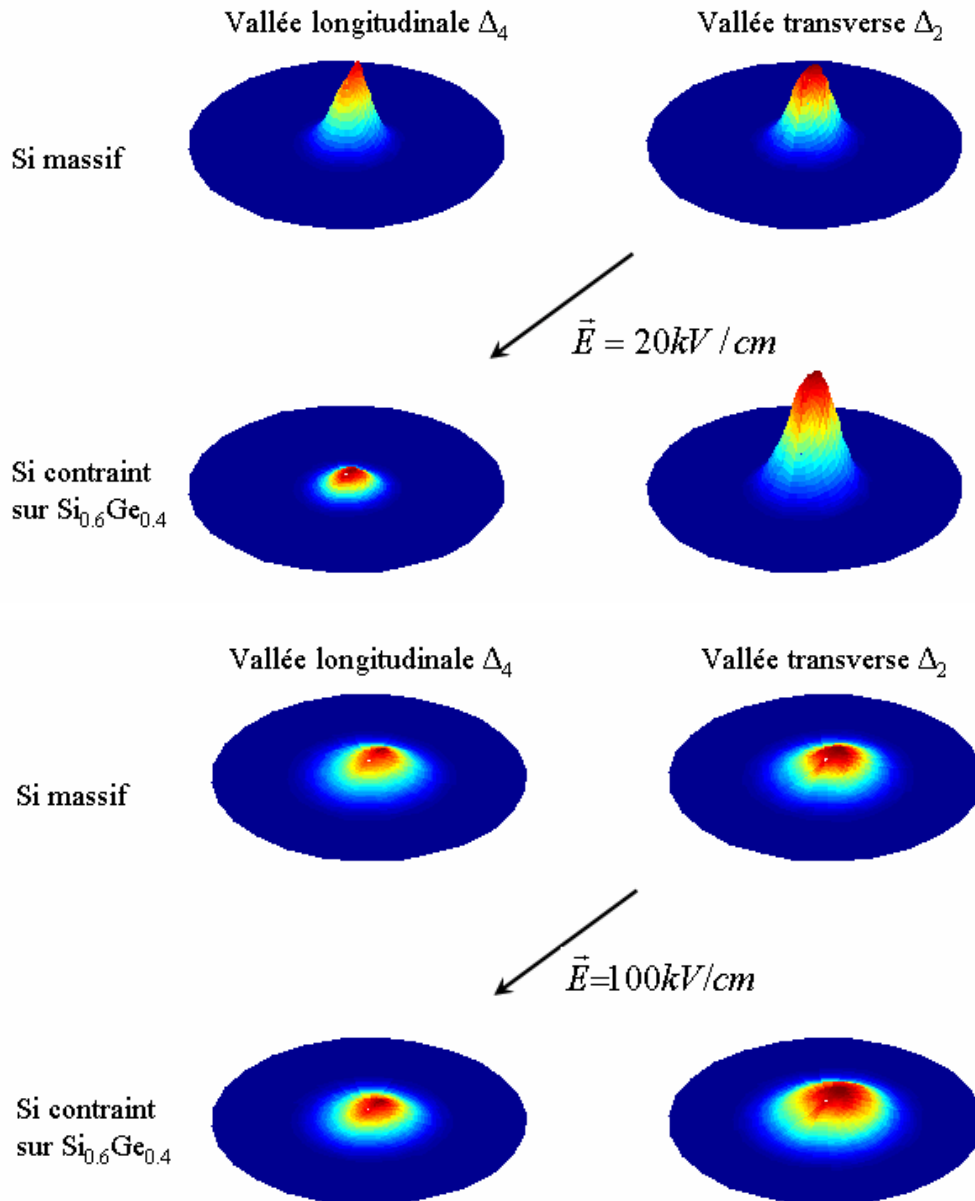 Vallée longitudinale Δ₄ Vallée transverse Δ₂
Si massif
E⃗ = 20kV / cm
Si contraint
sur Si₀.₆Ge₀.₄
Vallée longitudinale Δ₄ Vallée transverse Δ₂
Si massif
E⃗=100kV/cm
Si contraint
sur Si₀.₆Ge₀.₄